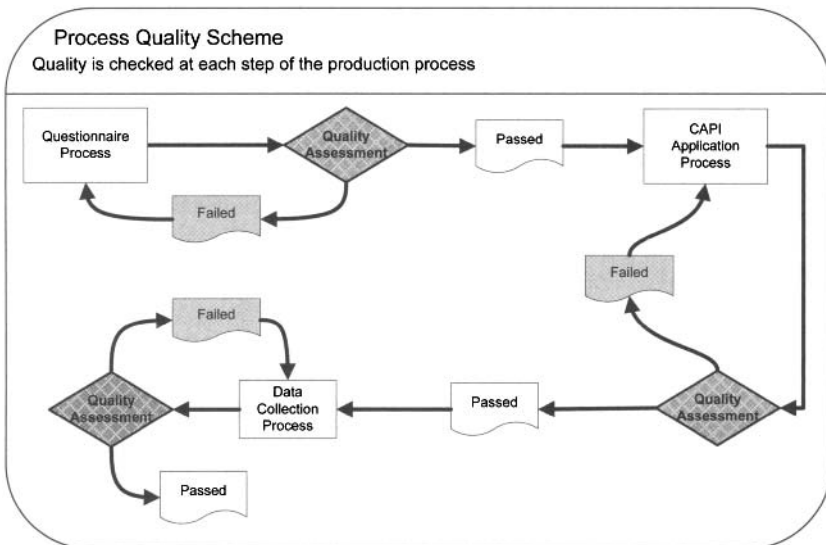 Process Quality Scheme
Quality is checked at each step of the production process
Questionnaire
Process
Quality
Assessment
Passed
CAPI
Application
Process
Failed
Failed
Failed
Quality
Assessment
Data
Collection
Process
Passed
Quality
Assessment
Passed